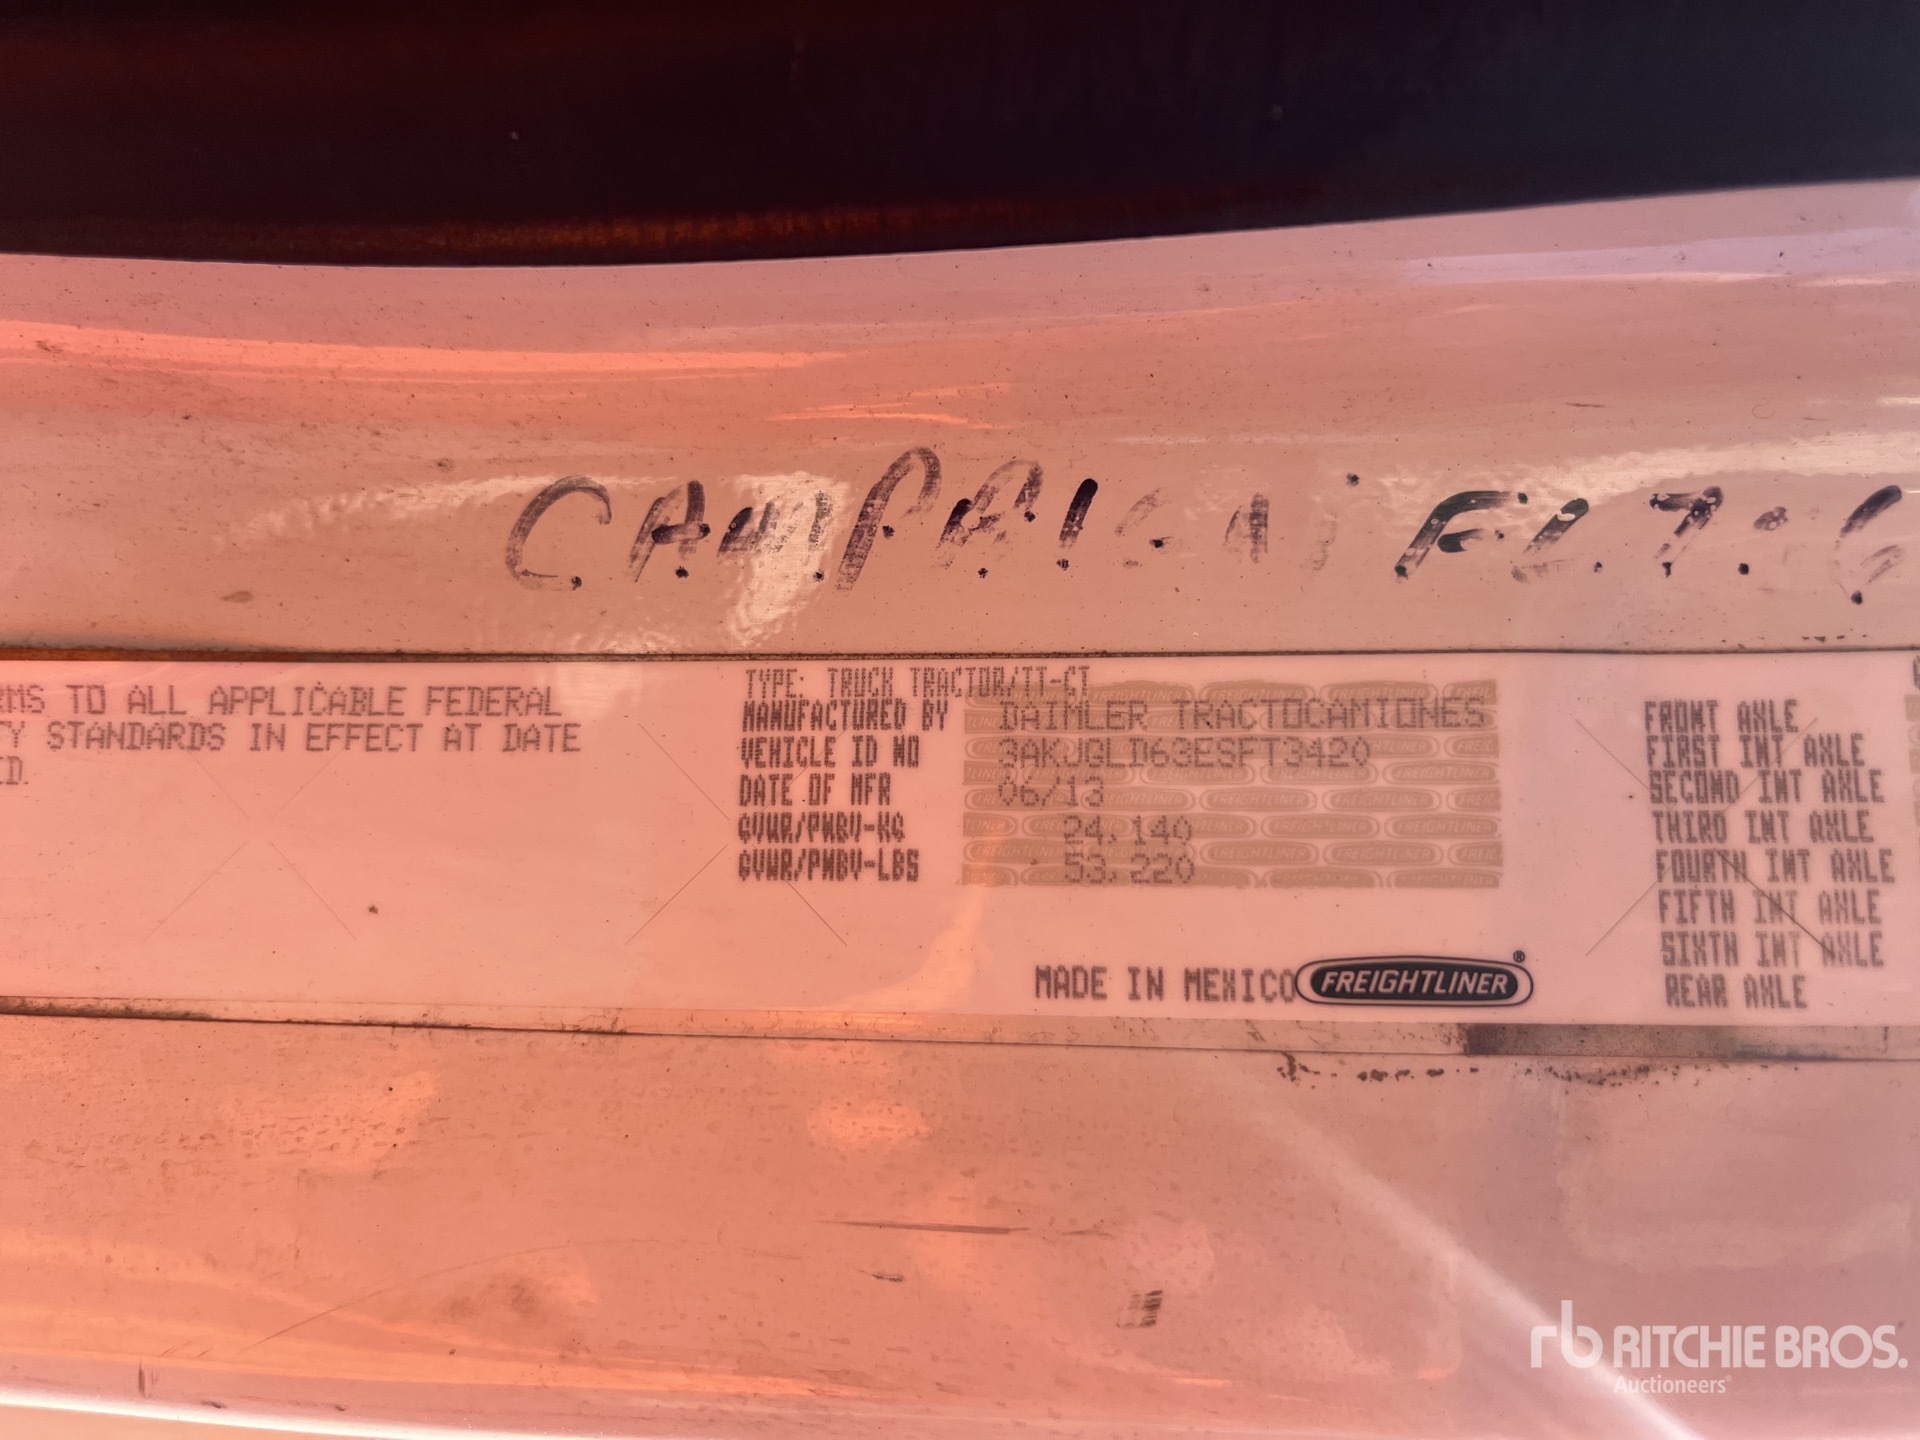 CAMPAIGN
RMS TO ALL APPLICABLE FEDERAL
TY STANDARDS IN EFFECT AT DATE
ED.
TYPE: TRUCK TRACTOR/TT-CT
MANUFACTURED BY DAIMLER TRACTOCAMIONES
VEHICLE ID NO 3AKJGLD63ESFT3420
DATE OF MFR 06/13
GVWR/PNBV-KG 24,140
GVWR/PNBV-LBS 53,220
MADE IN MEXICO FREIGHTLINER®
FRONT AXLE
FIRST INT AXLE
SECOND INT AXLE
THIRD INT AXLE
FOURTH INT AXLE
FIFTH INT AXLE
SIXTH INT AXLE
REAR AXLE
rb RITCHIE BROS.
Auctioneers